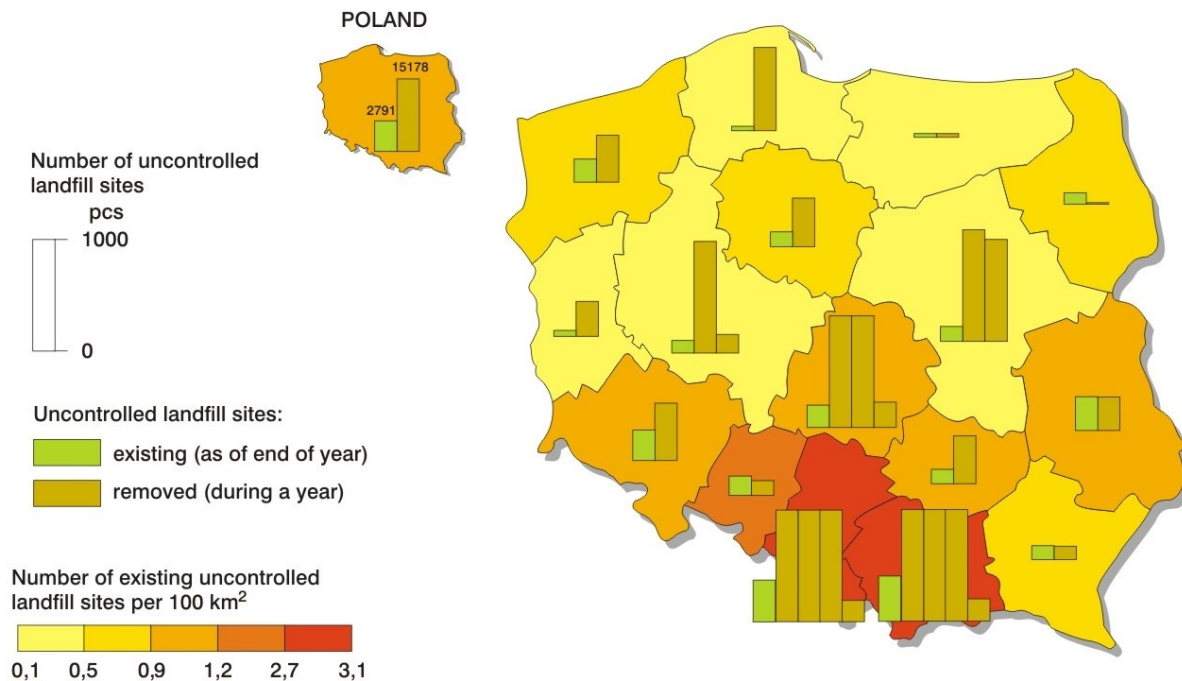 POLAND
15178
2791
Number of uncontrolled
landfill sites
pcs
1000
0
Uncontrolled landfill sites:
existing (as of end of year)
removed (during a year)
Number of existing uncontrolled
landfill sites per 100 km²
0,1 0,5 0,9 1,2 2,7 3,1